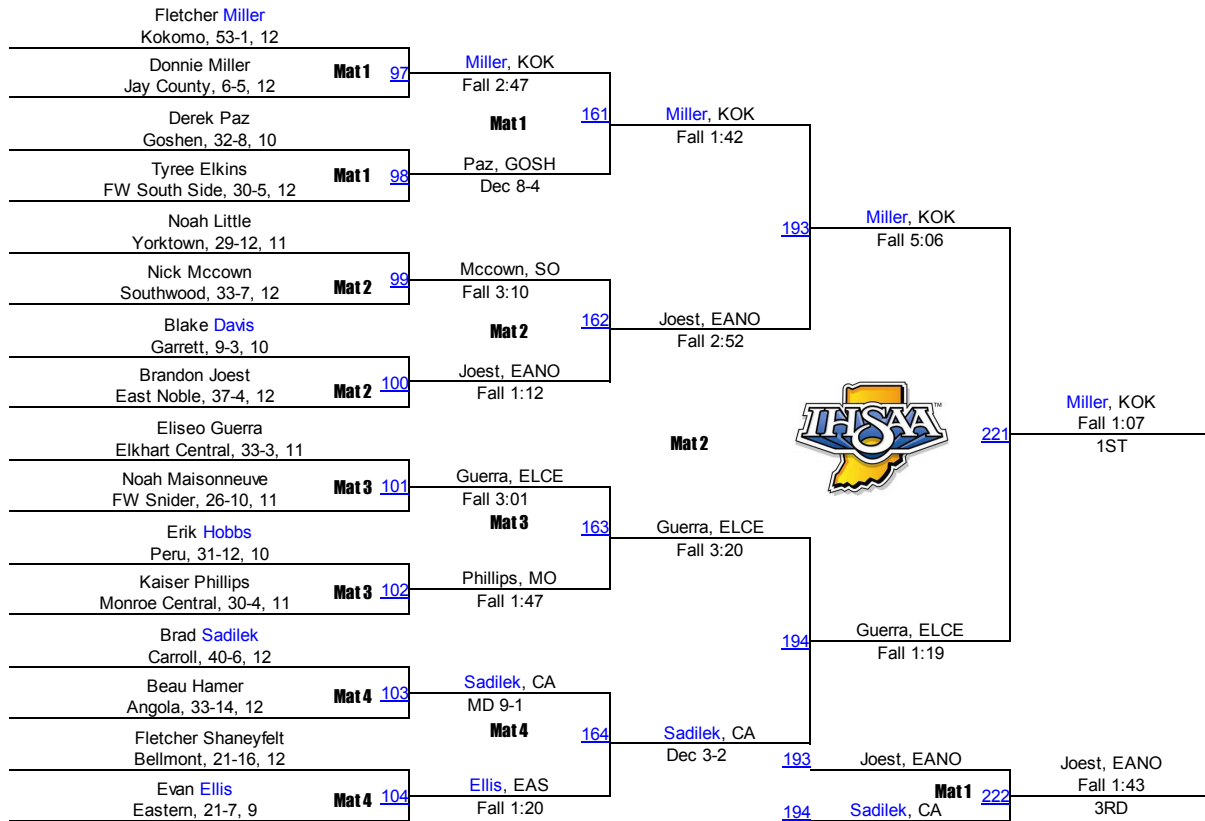 Fletcher Miller
Kokomo, 53-1, 12
Donnie Miller
Jay County, 6-5, 12
Mat 1 97
Derek Paz
Goshen, 32-8, 10
Tyree Elkins
FW South Side, 30-5, 12
Mat 1 98
Noah Little
Yorktown, 29-12, 11
Nick Mccown
Southwood, 33-7, 12
Mat 2 99
Blake Davis
Garrett, 9-3, 10
Brandon Joest
East Noble, 37-4, 12
Mat 2 100
Eliseo Guerra
Elkhart Central, 33-3, 11
Noah Maisonneuve
FW Snider, 26-10, 11
Mat 3 101
Erik Hobbs
Peru, 31-12, 10
Kaiser Phillips
Monroe Central, 30-4, 11
Mat 3 102
Brad Sadilek
Carroll, 40-6, 12
Beau Hamer
Angola, 33-14, 12
Mat 4 103
Fletcher Shaneyfelt
Bellmont, 21-16, 12
Evan Ellis
Eastern, 21-7, 9
Mat 4 104
Miller, KOK
Fall 2:47
Mat 1 161
Paz, GOSH
Dec 8-4
Mccown, SO
Fall 3:10
Mat 2 162
Joest, EANO
Fall 1:12
Guerra, ELCE
Fall 3:01
Mat 3 163
Phillips, MO
Fall 1:47
Sadilek, CA
MD 9-1
Mat 4 164
Ellis, EAS
Fall 1:20
Miller, KOK
Fall 1:42
193
Joest, EANO
Fall 2:52
Mat 2
Guerra, ELCE
Fall 3:20
194
Sadilek, CA
Dec 3-2
Miller, KOK
Fall 5:06
IHSAA™
221
Guerra, ELCE
Fall 1:19
Miller, KOK
Fall 1:07
1ST
193 Joest, EANO
Mat 1 222
194 Sadilek, CA
Joest, EANO
Fall 1:43
3RD